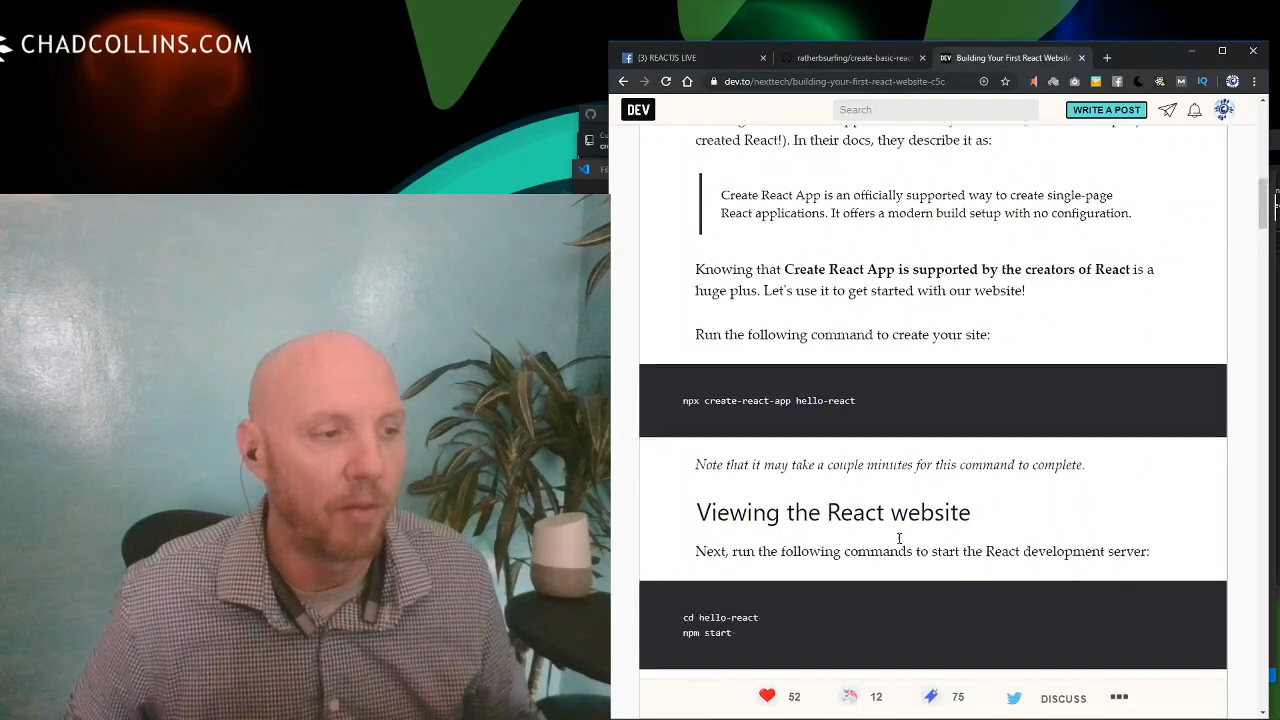 CHADCOLLINS.COM
(3) REACTJS LIVE
ratherbsurfing/create-basic-reac
DEV Building Your First React Website
dev.to/nexttech/building-your-first-react-website-c5c
DEV
Search
WRITE A POST
created React!). In their docs, they describe it as:
Create React App is an officially supported way to create single-page
React applications. It offers a modern build setup with no configuration.
Knowing that Create React App is supported by the creators of React is a
huge plus. Let's use it to get started with our website!
Run the following command to create your site:
npx create-react-app hello-react
Note that it may take a couple minutes for this command to complete.
Viewing the React website
Next, run the following commands to start the React development server:
cd hello-react
npm start
52
12
75
DISCUSS